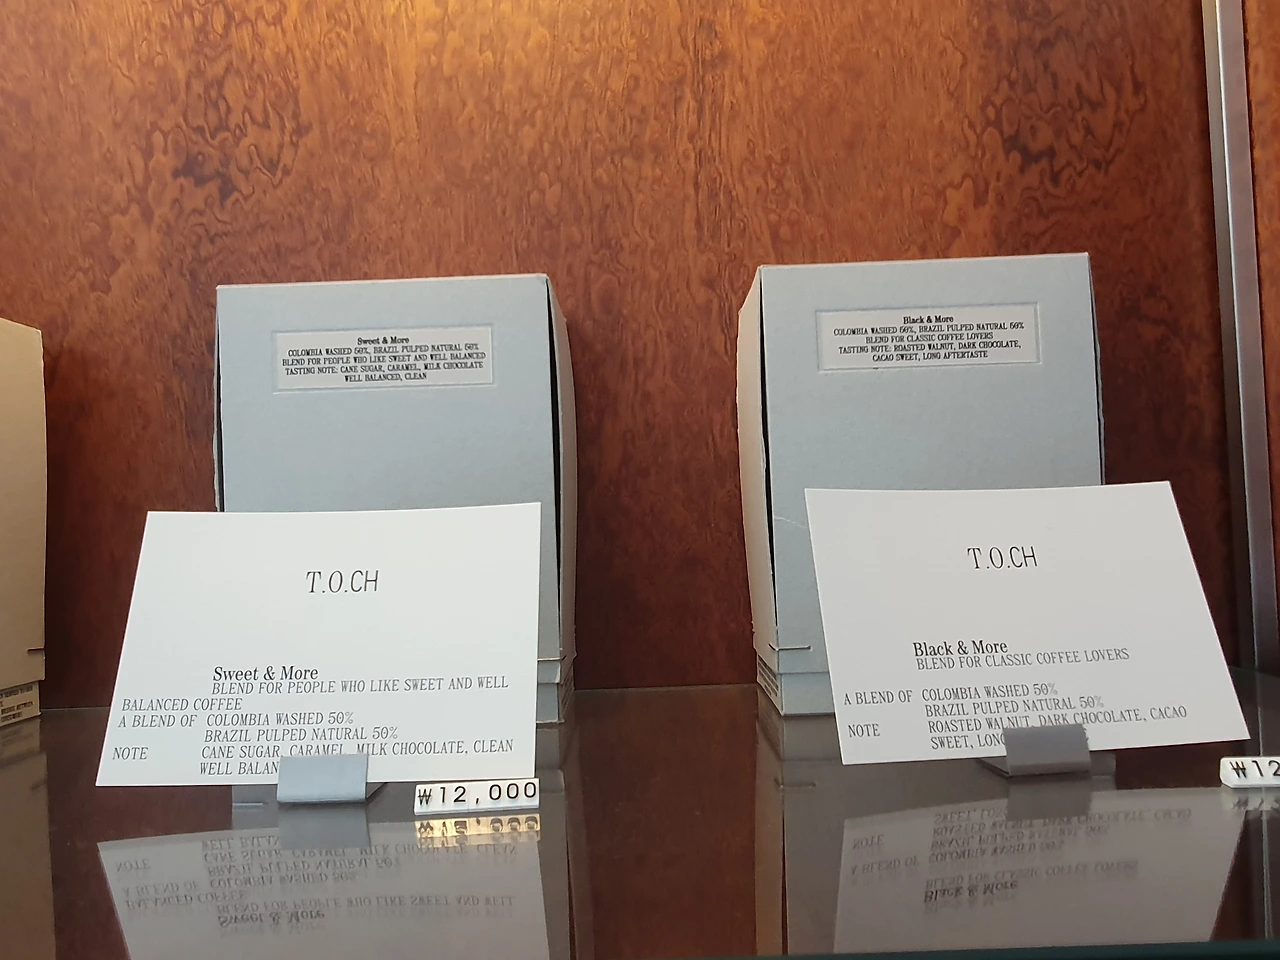 Sweet & More
COLOMBIA WASHED 50%, BRAZIL PULPED NATURAL 50%
BLEND FOR PEOPLE WHO LIKE SWEET AND WELL BALANCED
TASTING NOTE: CANE SUGAR, CARAMEL, MILK CHOCOLATE
WELL BALANCED, CLEAN
Black & More
COLOMBIA WASHED 50%, BRAZIL PULPED NATURAL 50%
BLEND FOR CLASSIC COFFEE LOVERS
TASTING NOTE: ROASTED WALNUT, DARK CHOCOLATE,
CACAO SWEET, LONG AFTERTASTE
T.O.CH
Sweet & More
BLEND FOR PEOPLE WHO LIKE SWEET AND WELL
BALANCED COFFEE
A BLEND OF COLOMBIA WASHED 50%
BRAZIL PULPED NATURAL 50%
NOTE CANE SUGAR, CARAMEL, MILK CHOCOLATE, CLEAN
WELL BALAN
₩12,000
T.O.CH
Black & More
BLEND FOR CLASSIC COFFEE LOVERS
A BLEND OF COLOMBIA WASHED 50%
BRAZIL PULPED NATURAL 50%
NOTE ROASTED WALNUT, DARK CHOCOLATE, CACAO
SWEET, LONG
₩12